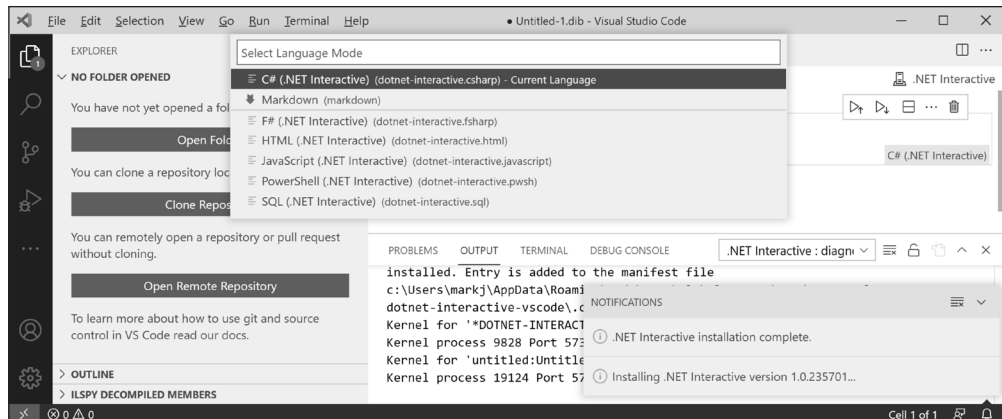 File Edit Selection View Go Run Terminal Help
● Untitled-1.dib - Visual Studio Code
EXPLORER
NO FOLDER OPENED
You have not yet opened a fol
Open Fold
You can clone a repository loc
Clone Repos
You can remotely open a repository or pull request
without cloning.
Open Remote Repository
To learn more about how to use git and source
control in VS Code read our docs.
OUTLINE
ILSPY DECOMPILED MEMBERS
Select Language Mode
C# (.NET Interactive) (dotnet-interactive.csharp) - Current Language
Markdown (markdown)
F# (.NET Interactive) (dotnet-interactive.fsharp)
HTML (.NET Interactive) (dotnet-interactive.html)
JavaScript (.NET Interactive) (dotnet-interactive.javascript)
PowerShell (.NET Interactive) (dotnet-interactive.pwsh)
SQL (.NET Interactive) (dotnet-interactive.sql)
.NET Interactive
C# (.NET Interactive)
PROBLEMS OUTPUT TERMINAL DEBUG CONSOLE
.NET Interactive : diagn
installed. Entry is added to the manifest file
c:\Users\markj\AppData\Roami
dotnet-interactive-vscode\.c
Kernel for '*DOTNET-INTERACT
Kernel process 9828 Port 573
Kernel for 'untitled:Untitle
Kernel process 19124 Port 57
NOTIFICATIONS
.NET Interactive installation complete.
Installing .NET Interactive version 1.0.235701...
1
0 0
Cell 1 of 1